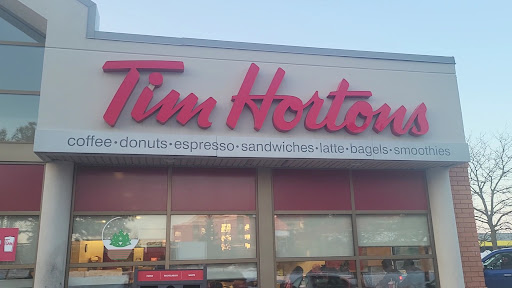 Tim Hortons
coffee•donuts•espresso•sandwiches•latte•bagels•smoothies